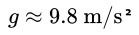 g ≈ 9.8 m/s²